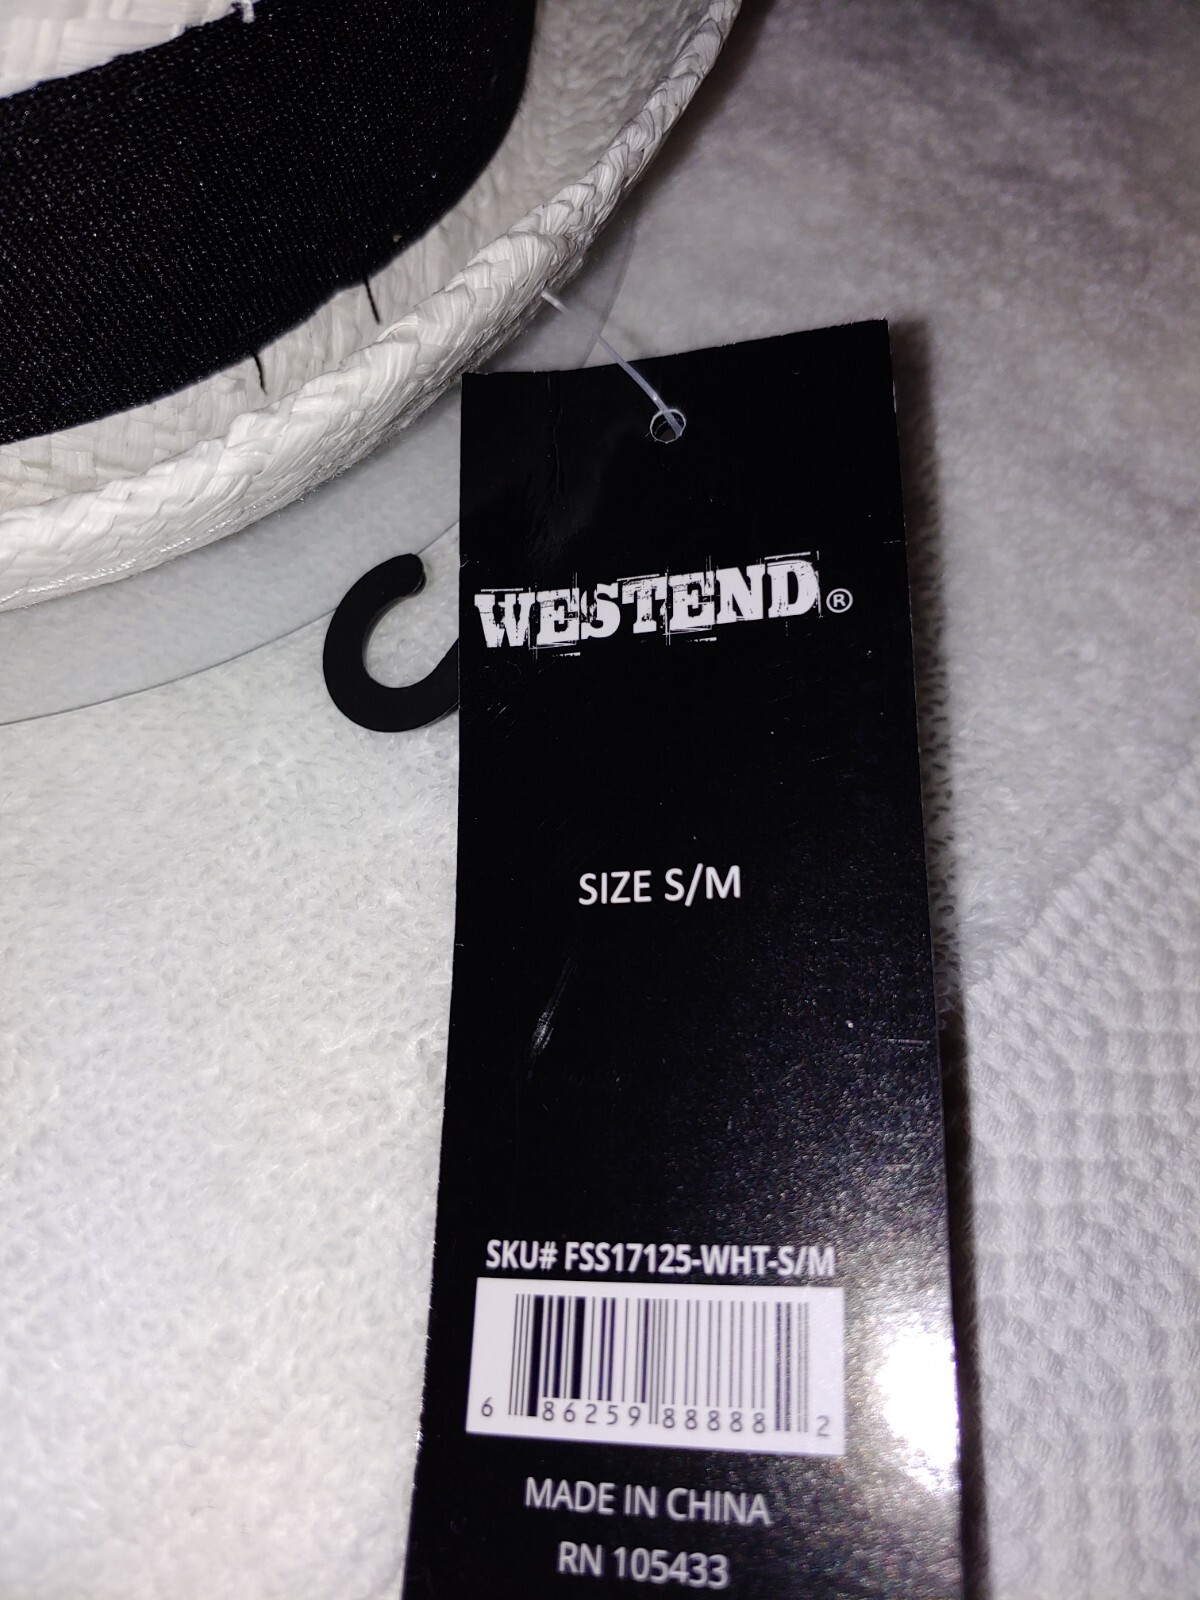 WESTEND®
SIZE S/M
SKU# FSS17125-WHT-S/M
6 86259 88888 2
MADE IN CHINA
RN 105433